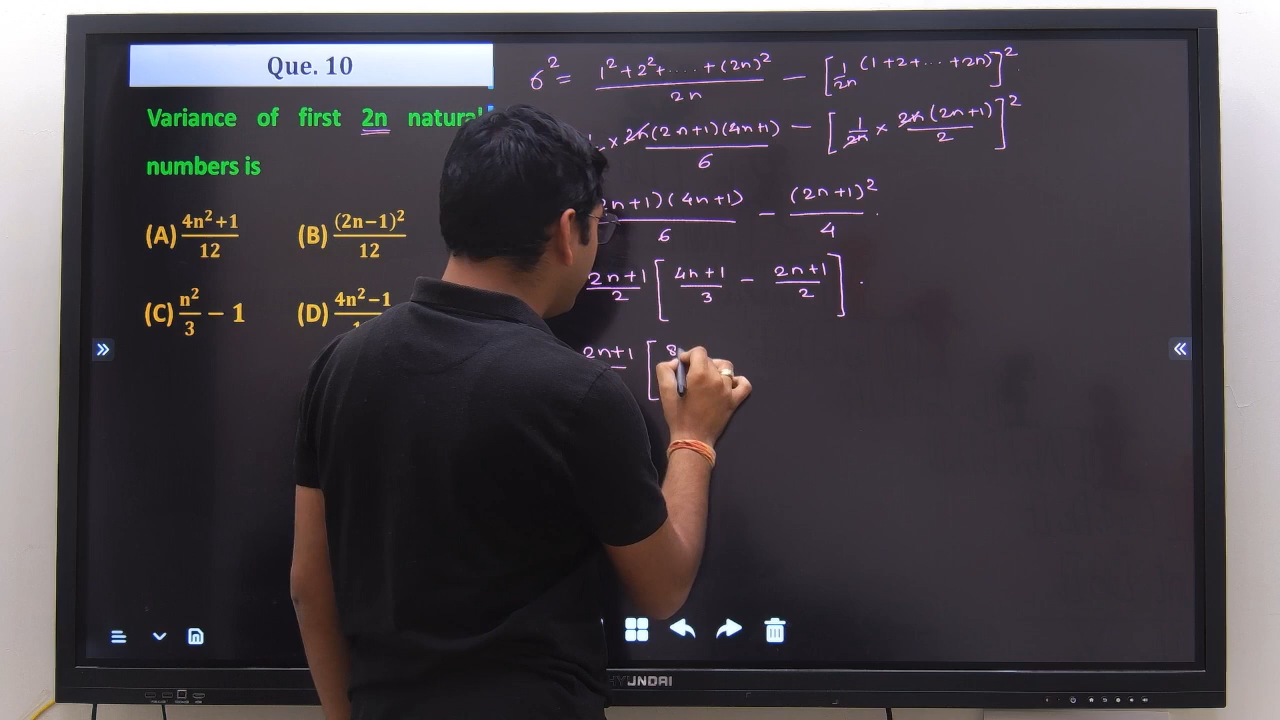 Que. 10
Variance of first 2n natural
numbers is
(A) 4n²+1/12 (B) (2n−1)²/12
(C) n²/3 − 1 (D) 4n²−1
σ² = 1²+2²+.....+(2n)²/2n − [1/2n (1+2+...+2n)]²
× 2n(2n+1)(4n+1)/6 − [1/2n × 2n(2n+1)/2]²
2n+1)(4n+1)/6 − (2n+1)²/4 .
2n+1/2 [4n+1/3 − 2n+1/2] .
2n+1 [ 8
HYUNDAI